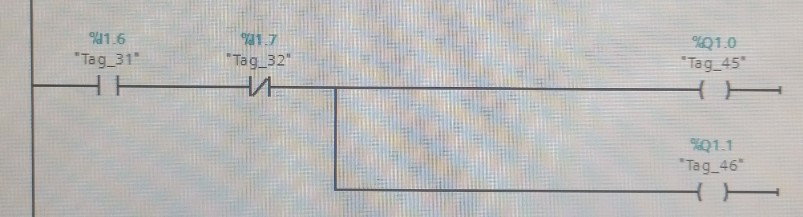 %I1.6
"Tag_31"
%I1.7
"Tag_32"
%Q1.0
"Tag_45"
%Q1.1
"Tag_46"